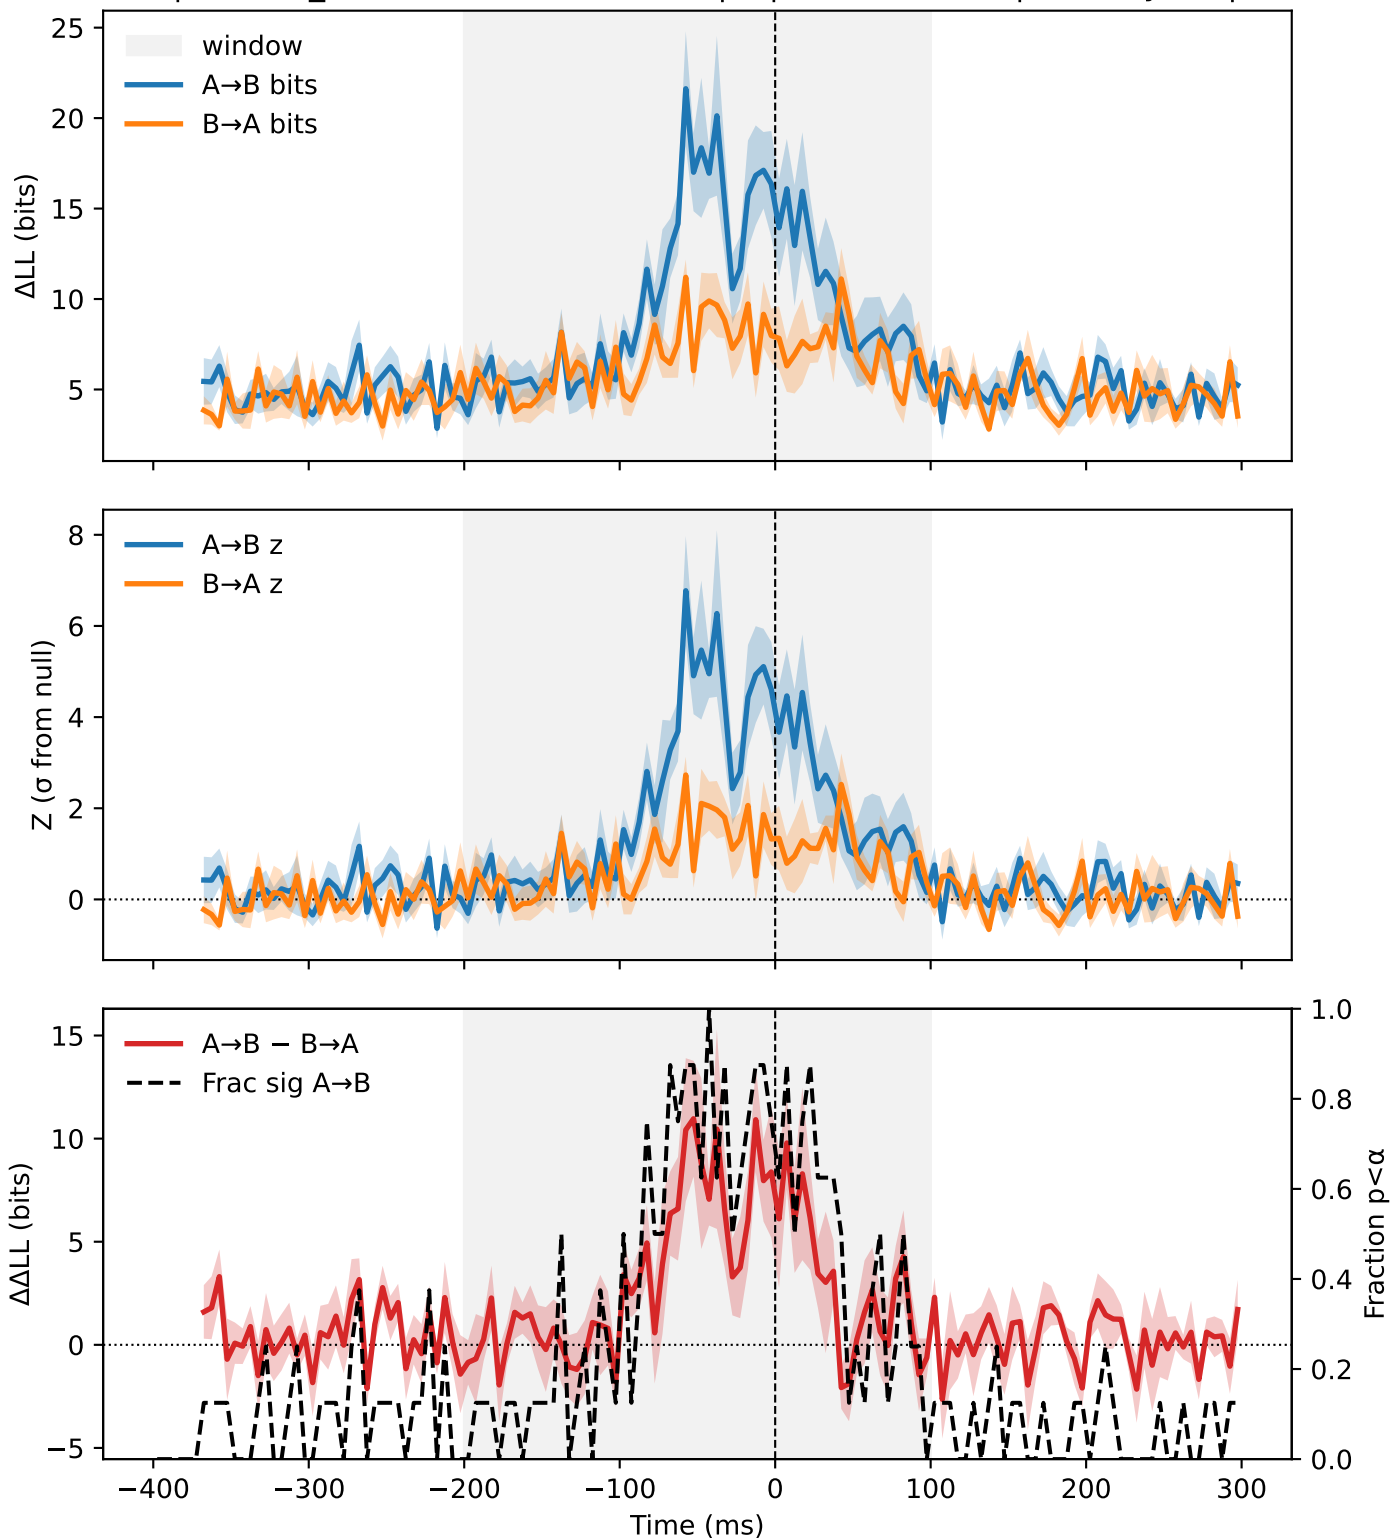 25
20
15
10
5
ΔLL (bits)
window
A→B bits
B→A bits
8
6
4
2
0
Z (σ from null)
A→B z
B→A z
15
10
5
0
−5
ΔΔLL (bits)
A→B − B→A
Frac sig A→B
1.0
0.8
0.6
0.4
0.2
0.0
Fraction p<α
−400 −300 −200 −100 0 100 200 300
Time (ms)